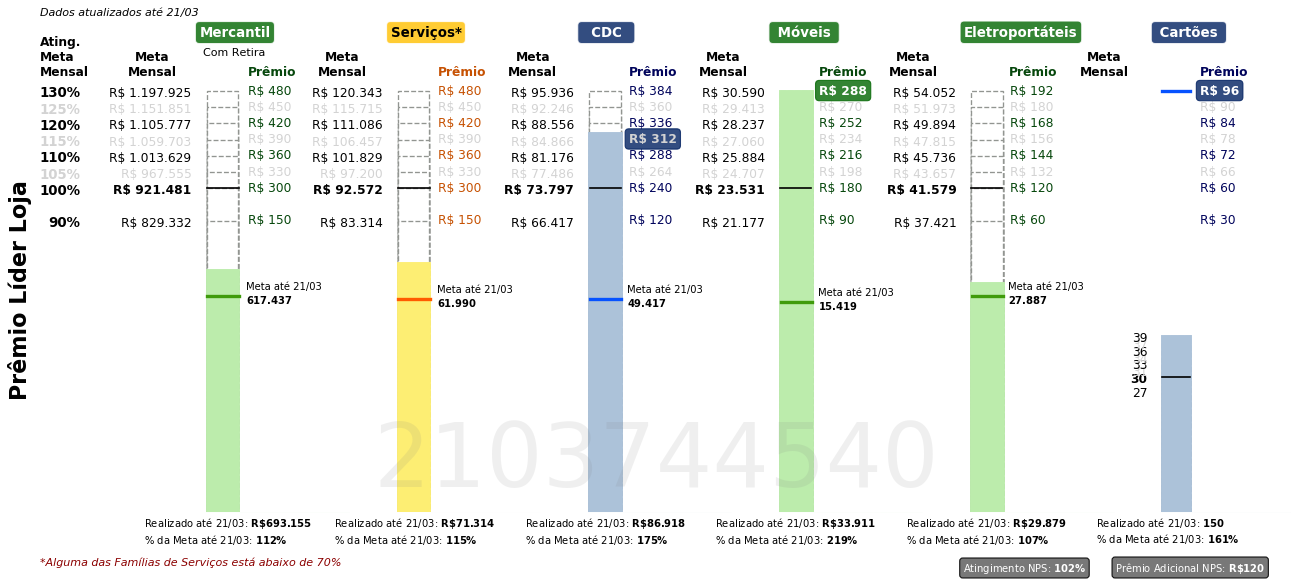 Dados atualizados até 21/03
Mercantil Serviços* CDC Móveis Eletroportáteis Cartões
Com Retira
Ating. Meta Mensal
Meta Mensal Prêmio Meta Mensal Prêmio Meta Mensal Prêmio Meta Mensal Prêmio Meta Mensal Prêmio Meta Mensal Prêmio
130% R$ 1.197.925 R$ 480 R$ 120.343 R$ 480 R$ 95.936 R$ 384 R$ 30.590 R$ 288 R$ 54.052 R$ 192 R$ 96
125% R$ 1.151.851 R$ 450 R$ 115.715 R$ 450 R$ 92.246 R$ 360 R$ 29.413 R$ 270 R$ 51.973 R$ 180 R$ 90
120% R$ 1.105.777 R$ 420 R$ 111.086 R$ 420 R$ 88.556 R$ 336 R$ 28.237 R$ 252 R$ 49.894 R$ 168 R$ 84
115% R$ 1.059.703 R$ 390 R$ 106.457 R$ 390 R$ 84.866 R$ 312 R$ 27.060 R$ 234 R$ 47.815 R$ 156 R$ 78
110% R$ 1.013.629 R$ 360 R$ 101.829 R$ 360 R$ 81.176 R$ 288 R$ 25.884 R$ 216 R$ 45.736 R$ 144 R$ 72
105% R$ 967.555 R$ 330 R$ 97.200 R$ 330 R$ 77.486 R$ 264 R$ 24.707 R$ 198 R$ 43.657 R$ 132 R$ 66
100% R$ 921.481 R$ 300 R$ 92.572 R$ 300 R$ 73.797 R$ 240 R$ 23.531 R$ 180 R$ 41.579 R$ 120 R$ 60
90% R$ 829.332 R$ 150 R$ 83.314 R$ 150 R$ 66.417 R$ 120 R$ 21.177 R$ 90 R$ 37.421 R$ 60 R$ 30
Prêmio Líder Loja
Meta até 21/03 Meta até 21/03 Meta até 21/03 Meta até 21/03 Meta até 21/03
617.437 61.990 49.417 15.419 27.887
39
36
33
30
27
2103744540
Realizado até 21/03: R$693.155 Realizado até 21/03: R$71.314 Realizado até 21/03: R$86.918 Realizado até 21/03: R$33.911 Realizado até 21/03: R$29.879 Realizado até 21/03: 150
% da Meta até 21/03: 112% % da Meta até 21/03: 115% % da Meta até 21/03: 175% % da Meta até 21/03: 219% % da Meta até 21/03: 107% % da Meta até 21/03: 161%
*Alguma das Famílias de Serviços está abaixo de 70%
Atingimento NPS: 102% Prêmio Adicional NPS: R$120